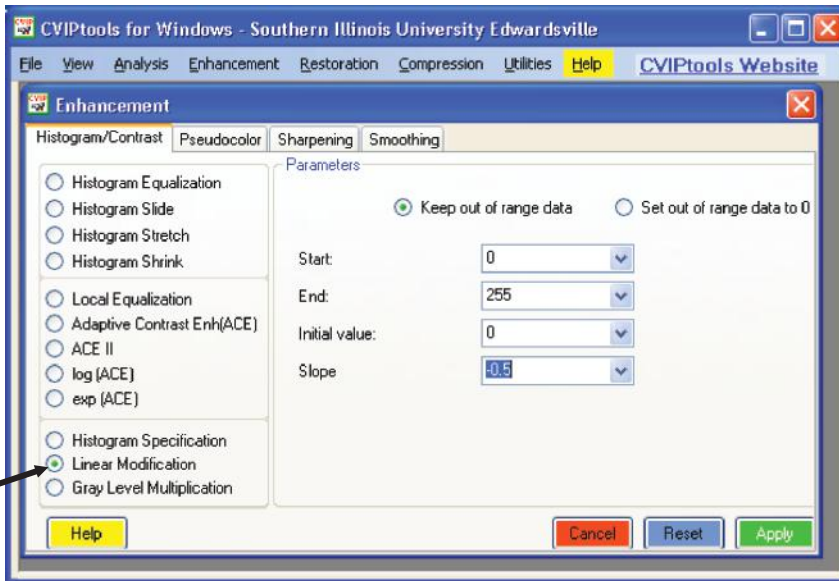 CVIPtools for Windows - Southern Illinois University Edwardsville
File View Analysis Enhancement Restoration Compression Utilities Help CVIPtools Website
Enhancement
Histogram/Contrast Pseudocolor Sharpening Smoothing
Histogram Equalization
Histogram Slide
Histogram Stretch
Histogram Shrink
Local Equalization
Adaptive Contrast Enh(ACE)
ACE II
log (ACE)
exp (ACE)
Histogram Specification
Linear Modification
Gray Level Multiplication
Parameters
Keep out of range data Set out of range data to 0
Start: 0
End: 255
Initial value: 0
Slope -0.5
Help Cancel Reset Apply